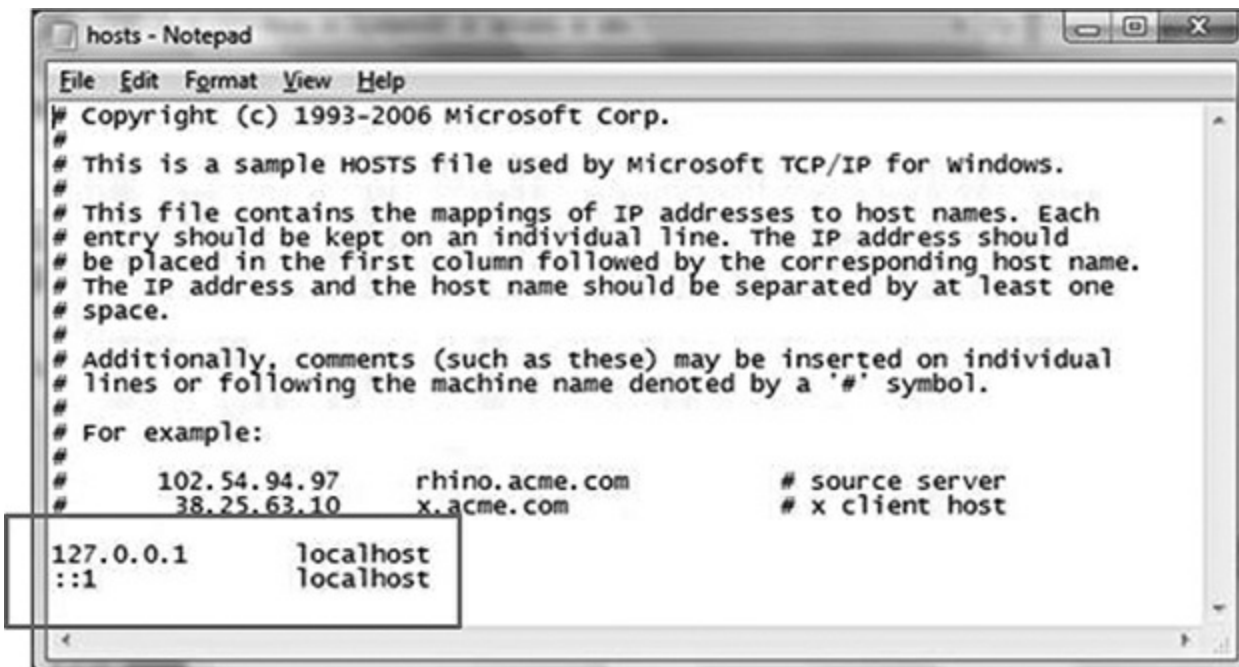 hosts - Notepad
File Edit Format View Help
# Copyright (c) 1993-2006 Microsoft Corp.
#
# This is a sample HOSTS file used by Microsoft TCP/IP for Windows.
#
# This file contains the mappings of IP addresses to host names. Each
# entry should be kept on an individual line. The IP address should
# be placed in the first column followed by the corresponding host name.
# The IP address and the host name should be separated by at least one
# space.
#
# Additionally, comments (such as these) may be inserted on individual
# lines or following the machine name denoted by a '#' symbol.
#
# For example:
#
# 102.54.94.97 rhino.acme.com # source server
# 38.25.63.10 x.acme.com # x client host
127.0.0.1 localhost
::1 localhost